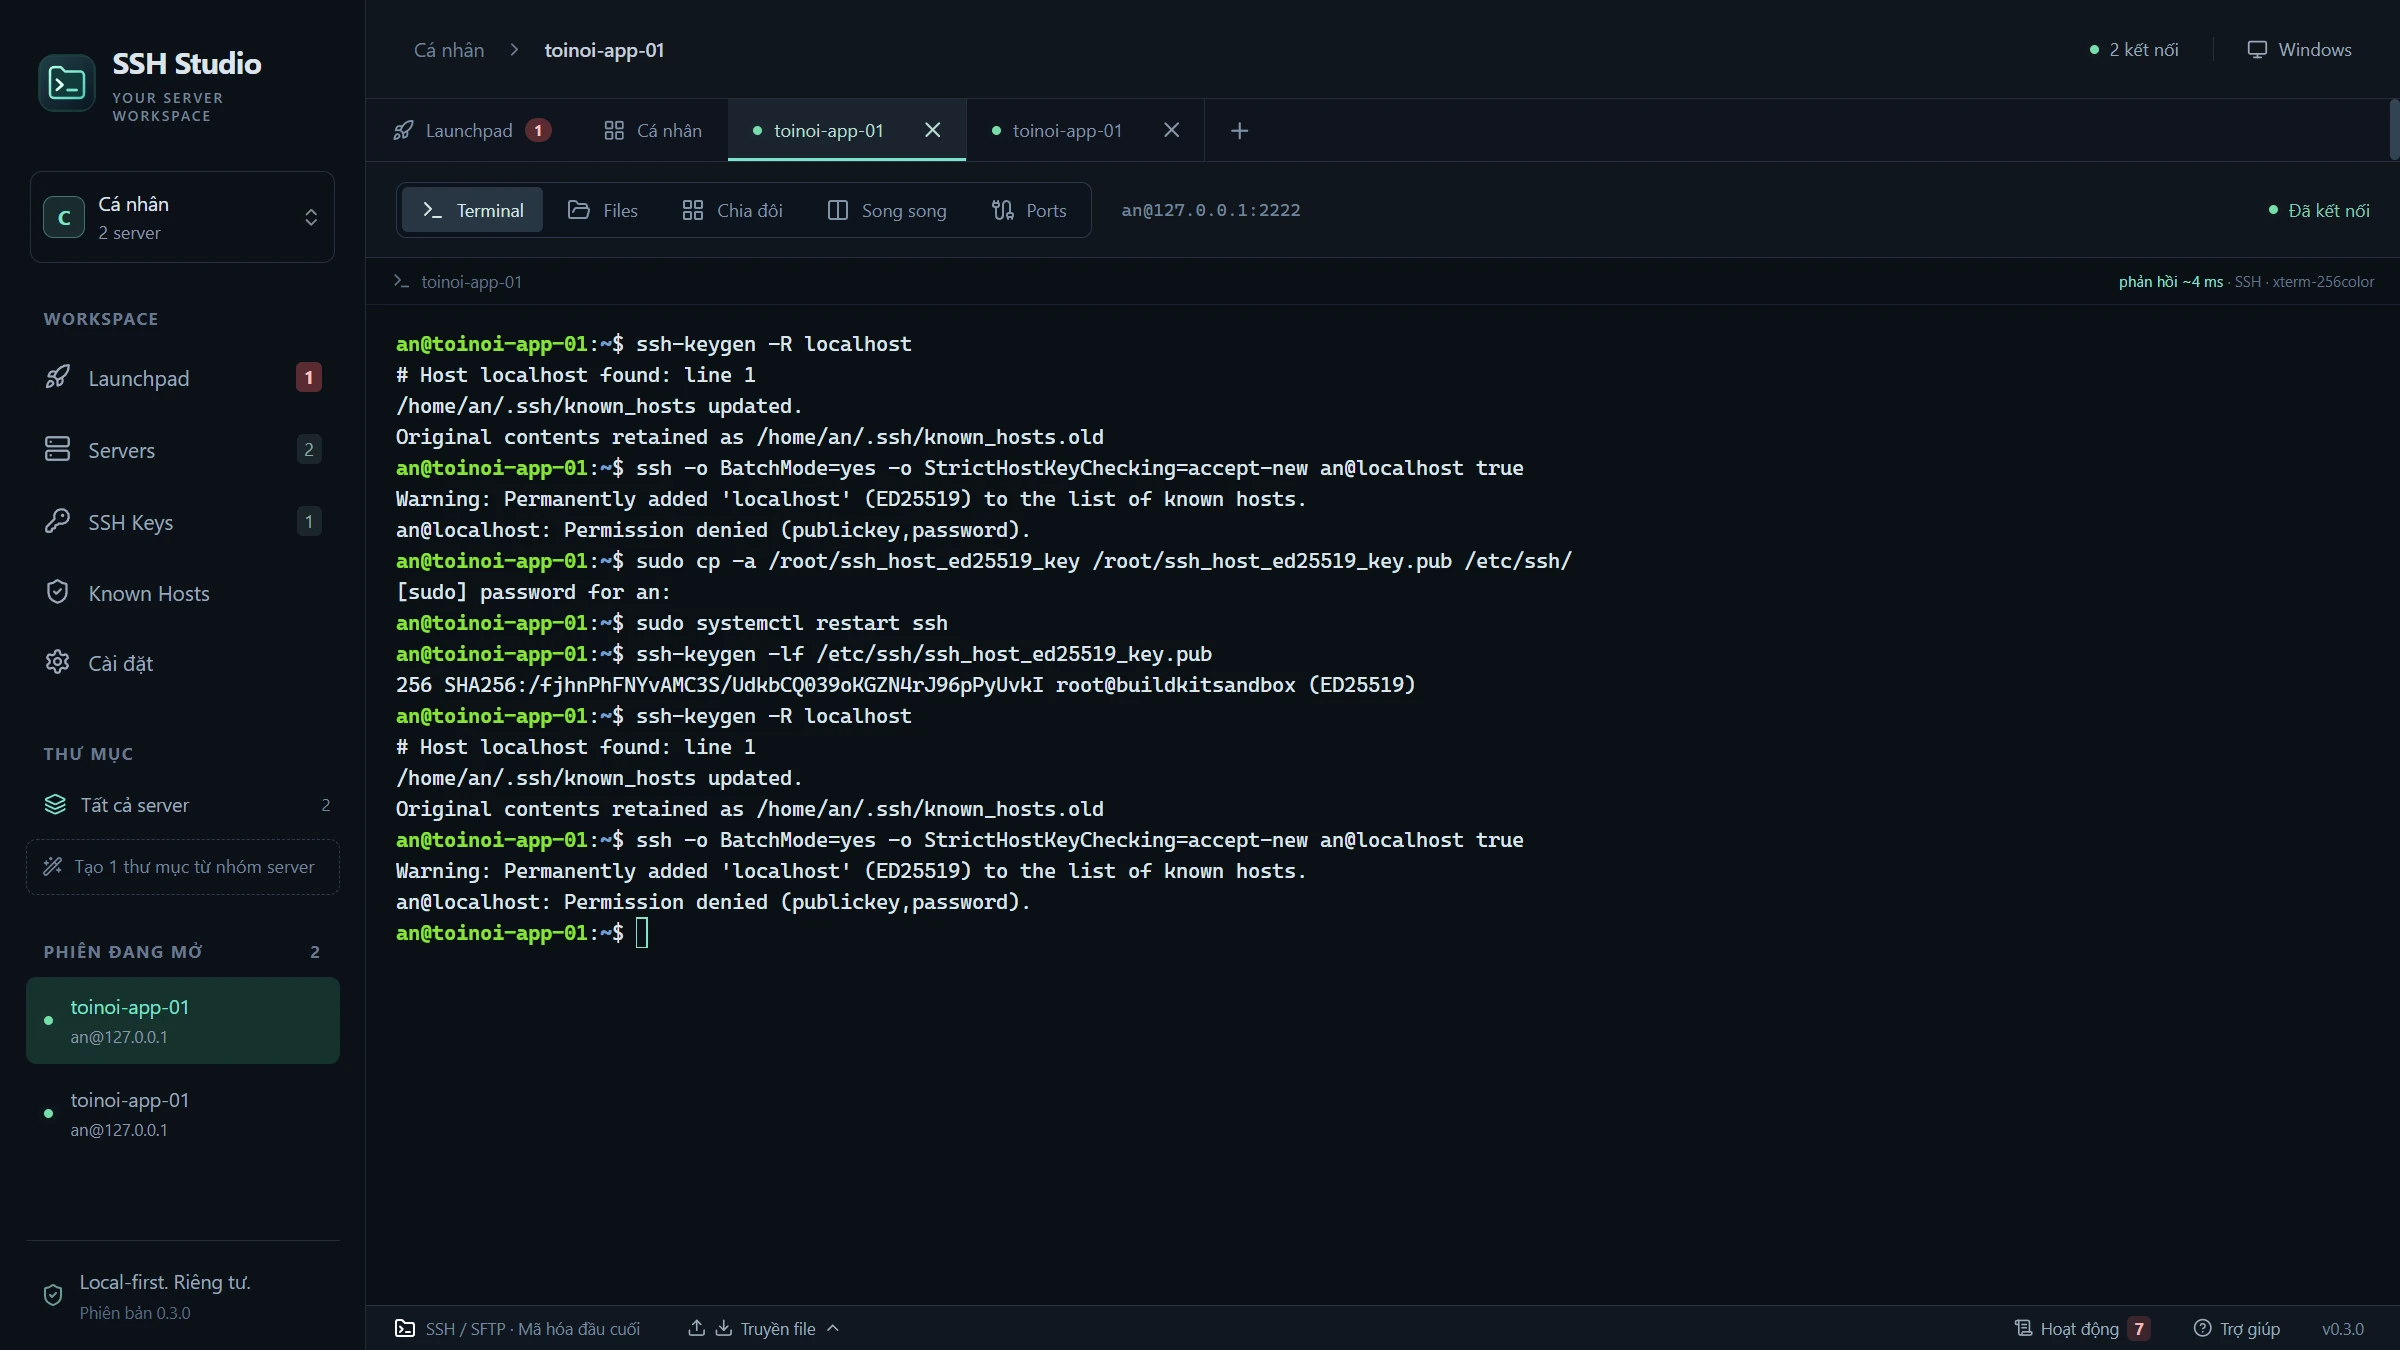 SSH Studio
YOUR SERVER
WORKSPACE
C
Cá nhân
2 server
WORKSPACE
Launchpad 1
Servers 2
SSH Keys 1
Known Hosts
Cài đặt
THƯ MỤC
Tất cả server 2
Tạo 1 thư mục từ nhóm server
PHIÊN ĐANG MỞ 2
toinoi-app-01
an@127.0.0.1
toinoi-app-01
an@127.0.0.1
Local-first. Riêng tư.
Phiên bản 0.3.0
Cá nhân > toinoi-app-01
2 kết nối
Windows
Launchpad 1
Cá nhân
toinoi-app-01
toinoi-app-01
Terminal
Files
Chia đôi
Song song
Ports
an@127.0.0.1:2222
Đã kết nối
toinoi-app-01
phản hồi ~4 ms · SSH · xterm-256color
an@toinoi-app-01:~$ ssh-keygen -R localhost
# Host localhost found: line 1
/home/an/.ssh/known_hosts updated.
Original contents retained as /home/an/.ssh/known_hosts.old
an@toinoi-app-01:~$ ssh -o BatchMode=yes -o StrictHostKeyChecking=accept-new an@localhost true
Warning: Permanently added 'localhost' (ED25519) to the list of known hosts.
an@localhost: Permission denied (publickey,password).
an@toinoi-app-01:~$ sudo cp -a /root/ssh_host_ed25519_key /root/ssh_host_ed25519_key.pub /etc/ssh/
[sudo] password for an:
an@toinoi-app-01:~$ sudo systemctl restart ssh
an@toinoi-app-01:~$ ssh-keygen -lf /etc/ssh/ssh_host_ed25519_key.pub
256 SHA256:/fjhnPhFNYvAMC3S/UdkbCQ039oKGZN4rJ96pPyUvkI root@buildkitsandbox (ED25519)
an@toinoi-app-01:~$ ssh-keygen -R localhost
# Host localhost found: line 1
/home/an/.ssh/known_hosts updated.
Original contents retained as /home/an/.ssh/known_hosts.old
an@toinoi-app-01:~$ ssh -o BatchMode=yes -o StrictHostKeyChecking=accept-new an@localhost true
Warning: Permanently added 'localhost' (ED25519) to the list of known hosts.
an@localhost: Permission denied (publickey,password).
an@toinoi-app-01:~$
SSH / SFTP · Mã hóa đầu cuối
Truyền file
Hoạt động 7
Trợ giúp
v0.3.0